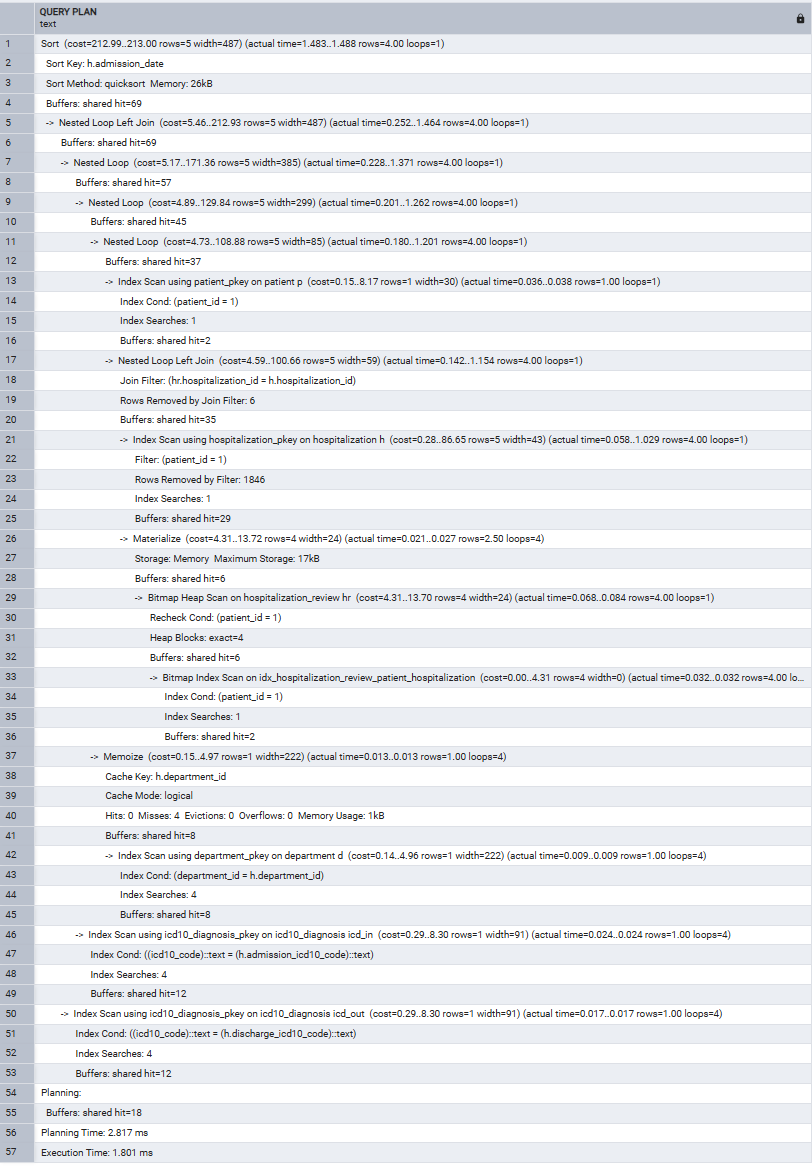 QUERY PLAN
text
1 Sort (cost=212.99..213.00 rows=5 width=487) (actual time=1.483..1.488 rows=4.00 loops=1)
2 Sort Key: h.admission_date
3 Sort Method: quicksort Memory: 26kB
4 Buffers: shared hit=69
5 -> Nested Loop Left Join (cost=5.46..212.93 rows=5 width=487) (actual time=0.252..1.464 rows=4.00 loops=1)
6 Buffers: shared hit=69
7 -> Nested Loop (cost=5.17..171.36 rows=5 width=385) (actual time=0.228..1.371 rows=4.00 loops=1)
8 Buffers: shared hit=57
9 -> Nested Loop (cost=4.89..129.84 rows=5 width=299) (actual time=0.201..1.262 rows=4.00 loops=1)
10 Buffers: shared hit=45
11 -> Nested Loop (cost=4.73..108.88 rows=5 width=85) (actual time=0.180..1.201 rows=4.00 loops=1)
12 Buffers: shared hit=37
13 -> Index Scan using patient_pkey on patient p (cost=0.15..8.17 rows=1 width=30) (actual time=0.036..0.038 rows=1.00 loops=1)
14 Index Cond: (patient_id = 1)
15 Index Searches: 1
16 Buffers: shared hit=2
17 -> Nested Loop Left Join (cost=4.59..100.66 rows=5 width=59) (actual time=0.142..1.154 rows=4.00 loops=1)
18 Join Filter: (hr.hospitalization_id = h.hospitalization_id)
19 Rows Removed by Join Filter: 6
20 Buffers: shared hit=35
21 -> Index Scan using hospitalization_pkey on hospitalization h (cost=0.28..86.65 rows=5 width=43) (actual time=0.058..1.029 rows=4.00 loops=1)
22 Filter: (patient_id = 1)
23 Rows Removed by Filter: 1846
24 Index Searches: 1
25 Buffers: shared hit=29
26 -> Materialize (cost=4.31..13.72 rows=4 width=24) (actual time=0.021..0.027 rows=2.50 loops=4)
27 Storage: Memory Maximum Storage: 17kB
28 Buffers: shared hit=6
29 -> Bitmap Heap Scan on hospitalization_review hr (cost=4.31..13.70 rows=4 width=24) (actual time=0.068..0.084 rows=4.00 loops=1)
30 Recheck Cond: (patient_id = 1)
31 Heap Blocks: exact=4
32 Buffers: shared hit=6
33 -> Bitmap Index Scan on idx_hospitalization_review_patient_hospitalization (cost=0.00..4.31 rows=4 width=0) (actual time=0.032..0.032 rows=4.00 lo...
34 Index Cond: (patient_id = 1)
35 Index Searches: 1
36 Buffers: shared hit=2
37 -> Memoize (cost=0.15..4.97 rows=1 width=222) (actual time=0.013..0.013 rows=1.00 loops=4)
38 Cache Key: h.department_id
39 Cache Mode: logical
40 Hits: 0 Misses: 4 Evictions: 0 Overflows: 0 Memory Usage: 1kB
41 Buffers: shared hit=8
42 -> Index Scan using department_pkey on department d (cost=0.14..4.96 rows=1 width=222) (actual time=0.009..0.009 rows=1.00 loops=4)
43 Index Cond: (department_id = h.department_id)
44 Index Searches: 4
45 Buffers: shared hit=8
46 -> Index Scan using icd10_diagnosis_pkey on icd10_diagnosis icd_in (cost=0.29..8.30 rows=1 width=91) (actual time=0.024..0.024 rows=1.00 loops=4)
47 Index Cond: ((icd10_code)::text = (h.admission_icd10_code)::text)
48 Index Searches: 4
49 Buffers: shared hit=12
50 -> Index Scan using icd10_diagnosis_pkey on icd10_diagnosis icd_out (cost=0.29..8.30 rows=1 width=91) (actual time=0.017..0.017 rows=1.00 loops=4)
51 Index Cond: ((icd10_code)::text = (h.discharge_icd10_code)::text)
52 Index Searches: 4
53 Buffers: shared hit=12
54 Planning:
55 Buffers: shared hit=18
56 Planning Time: 2.817 ms
57 Execution Time: 1.801 ms